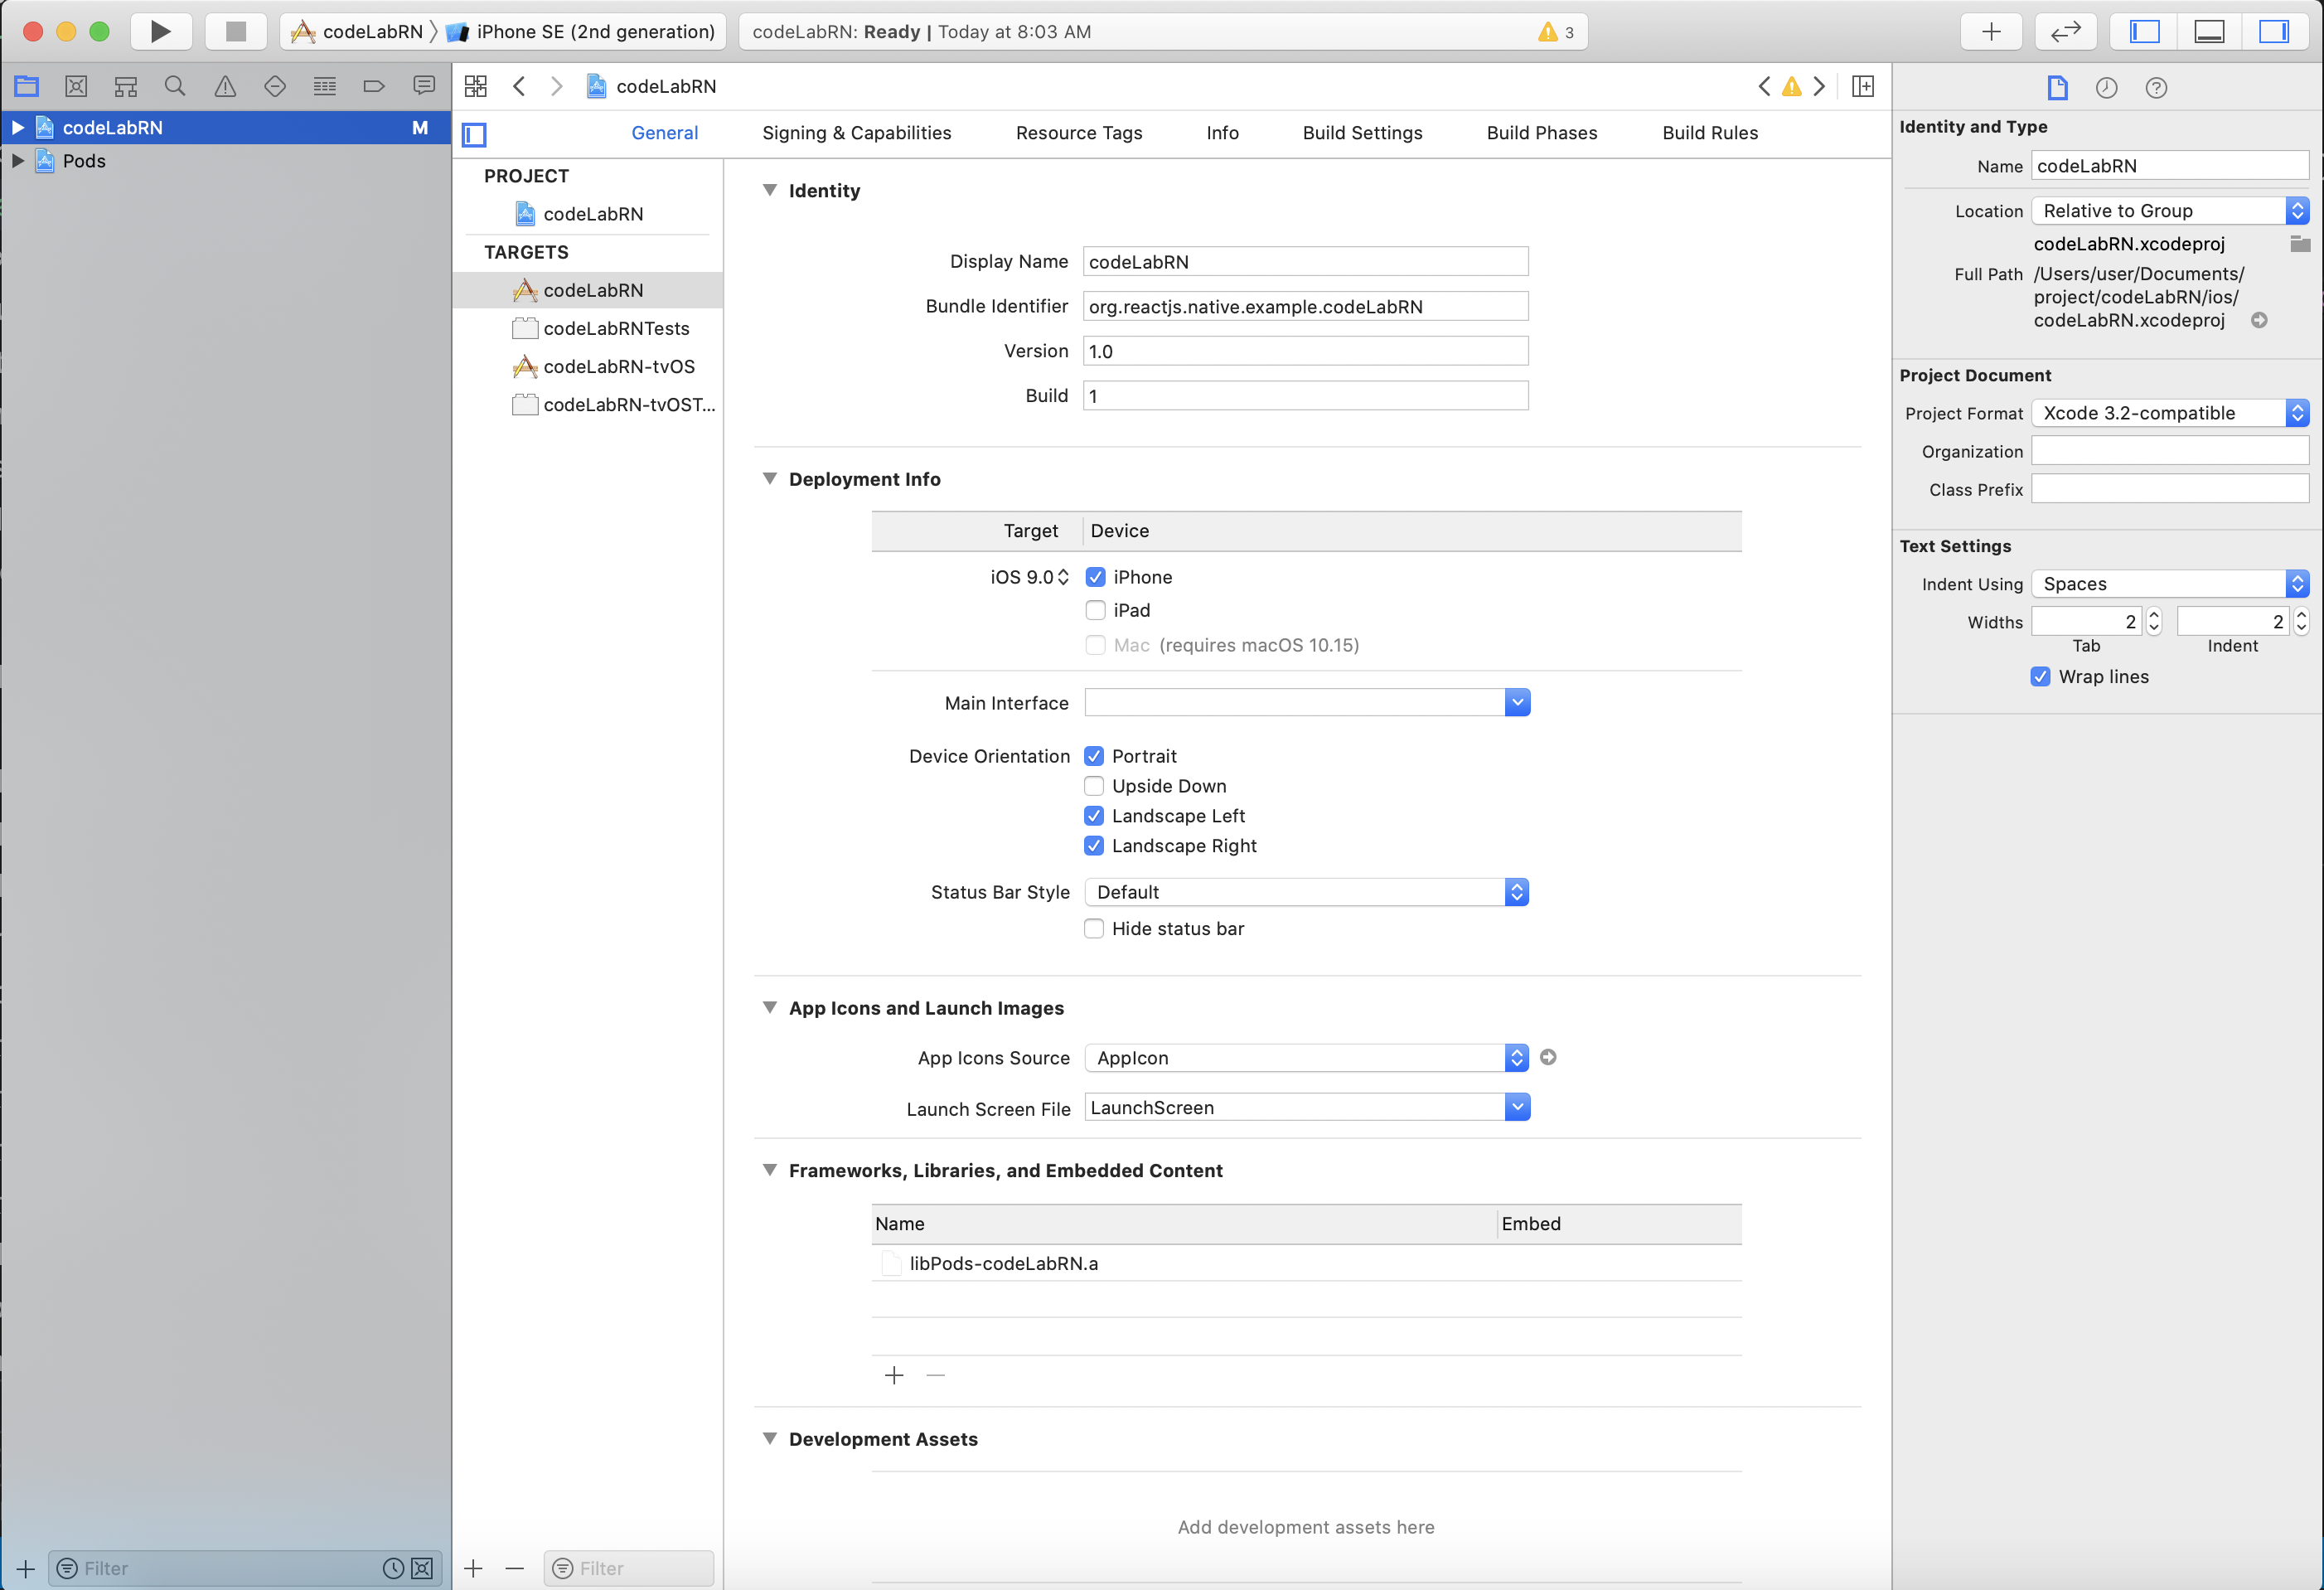 codeLabRN iPhone SE (2nd generation)
codeLabRN: Ready | Today at 8:03 AM
3
codeLabRN M
Pods
Filter
codeLabRN
General Signing & Capabilities Resource Tags Info Build Settings Build Phases Build Rules
PROJECT
codeLabRN
TARGETS
codeLabRN
codeLabRNTests
codeLabRN-tvOS
codeLabRN-tvOST...
Filter
Identity
Display Name codeLabRN
Bundle Identifier org.reactjs.native.example.codeLabRN
Version 1.0
Build 1
Deployment Info
Target Device
iOS 9.0 iPhone
iPad
Mac (requires macOS 10.15)
Main Interface
Device Orientation Portrait
Upside Down
Landscape Left
Landscape Right
Status Bar Style Default
Hide status bar
App Icons and Launch Images
App Icons Source AppIcon
Launch Screen File LaunchScreen
Frameworks, Libraries, and Embedded Content
Name Embed
libPods-codeLabRN.a
Development Assets
Add development assets here
Identity and Type
Name codeLabRN
Location Relative to Group
codeLabRN.xcodeproj
Full Path /Users/user/Documents/
project/codeLabRN/ios/
codeLabRN.xcodeproj
Project Document
Project Format Xcode 3.2-compatible
Organization
Class Prefix
Text Settings
Indent Using Spaces
Widths 2 2
Tab Indent
Wrap lines